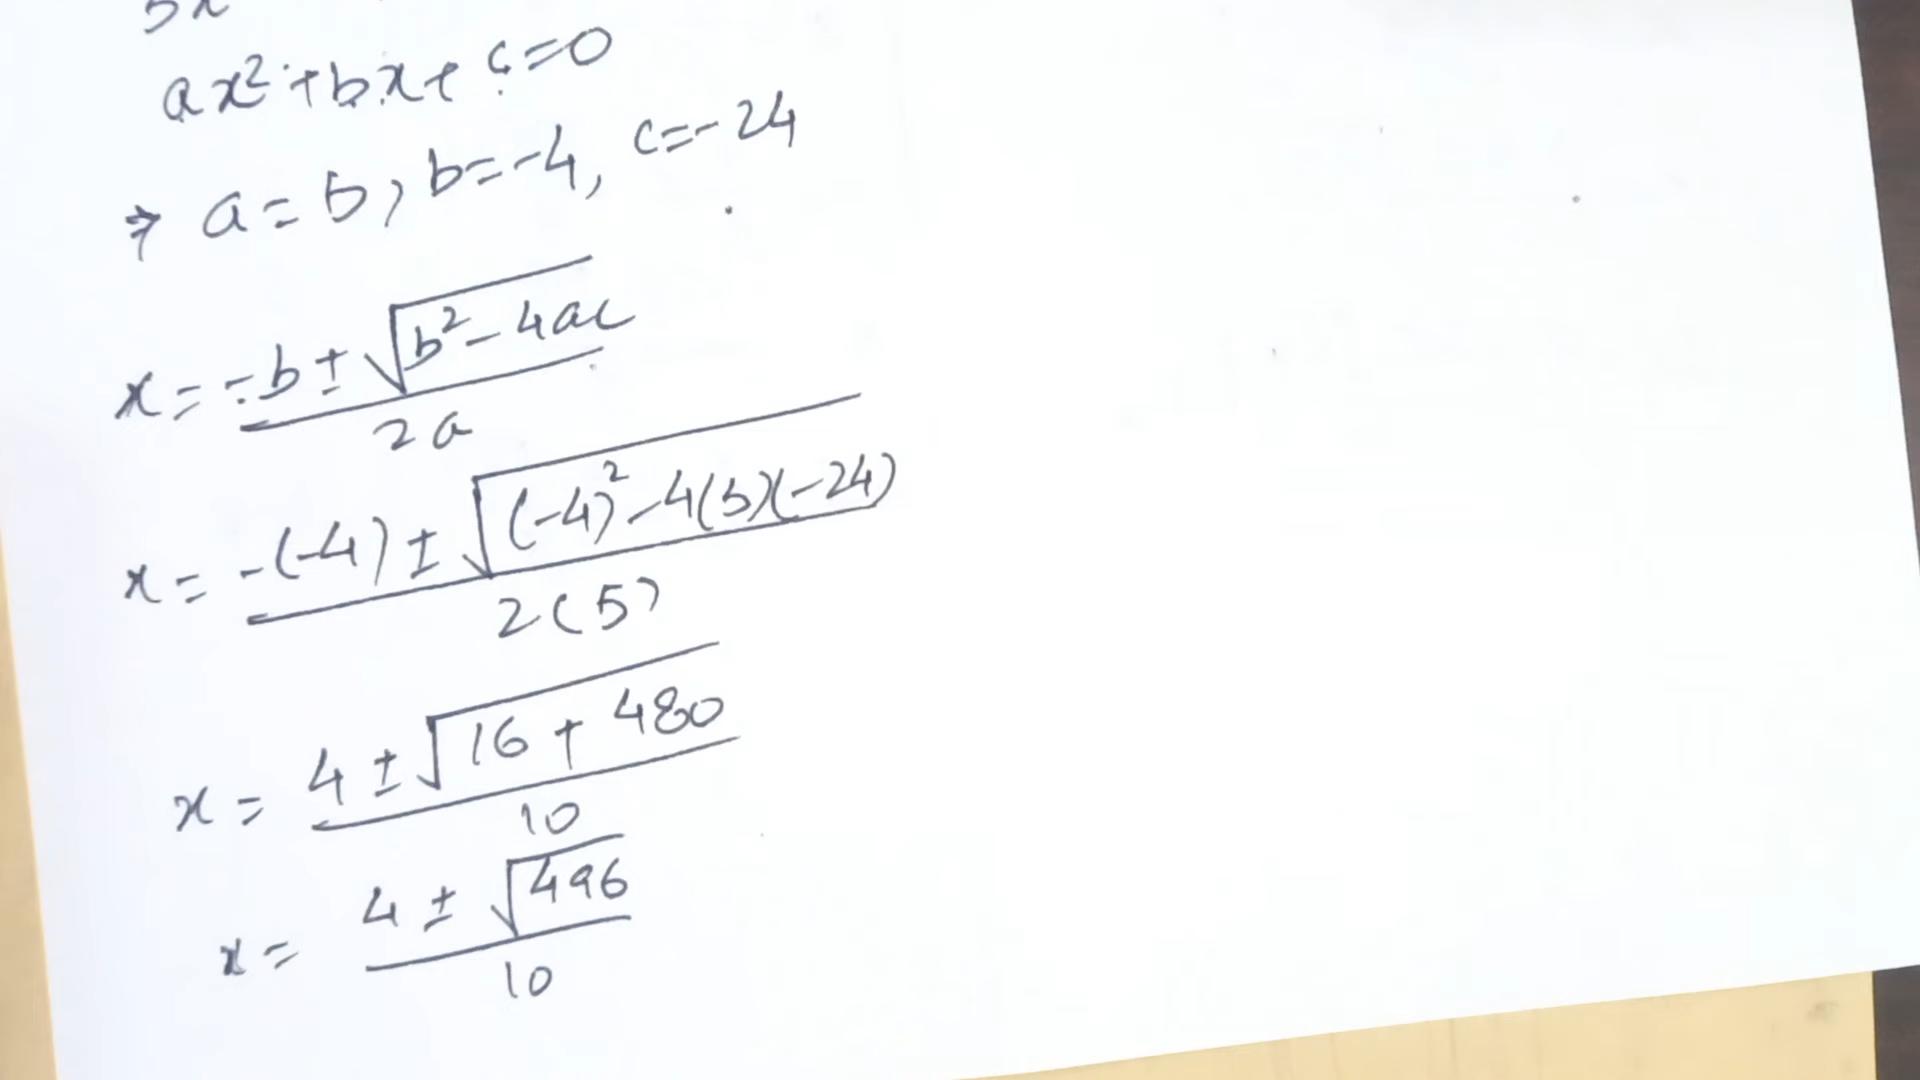 5x
ax² + bx + c = 0
⇒ a = 5, b = -4, c = -24
x = -b ± √(b² - 4ac)
2a
x = -(-4) ± √((-4)² - 4(5)(-24))
2(5)
x = 4 ± √(16 + 480)
10
x = 4 ± √496
10